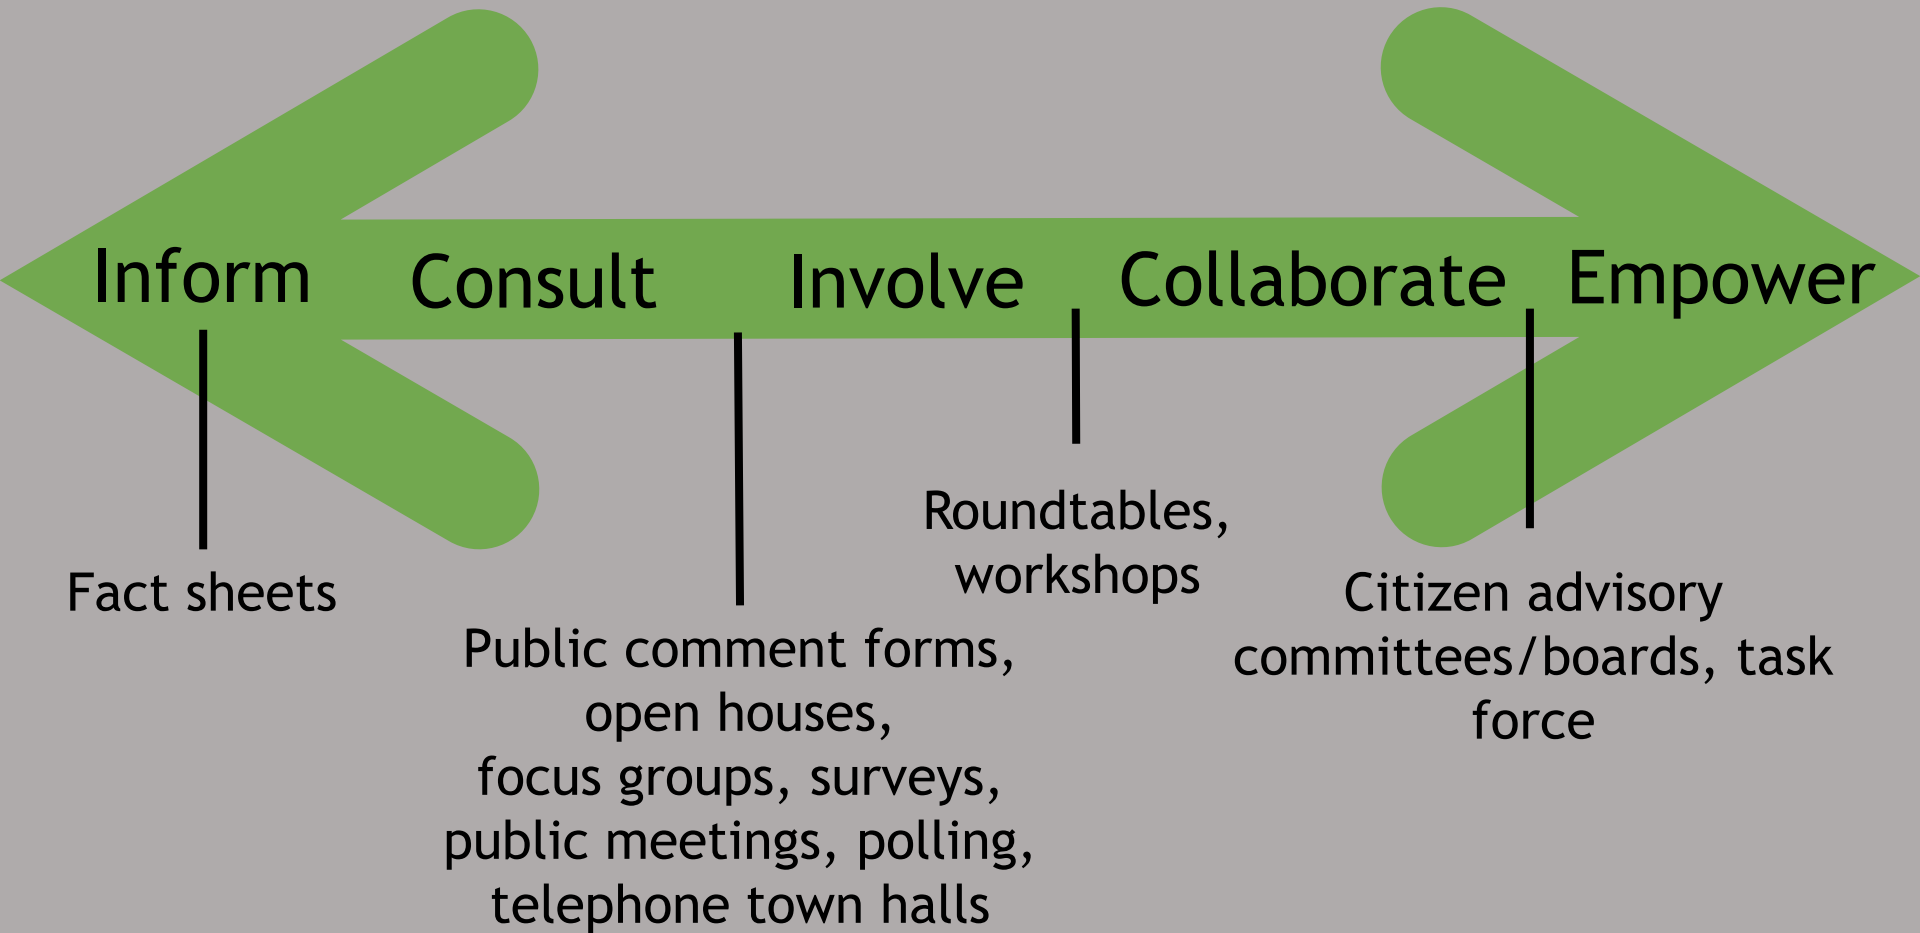 Inform
Consult
Involve
Collaborate
Empower
Fact sheets
Public comment forms,
open houses,
focus groups, surveys,
public meetings, polling,
telephone town halls
Roundtables,
workshops
Citizen advisory
committees/boards, task
force